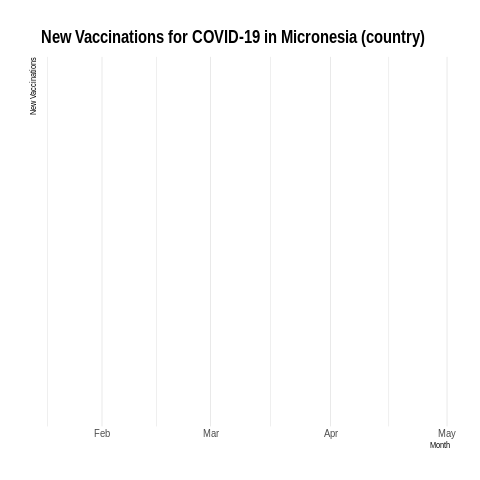 New Vaccinations for COVID-19 in Micronesia (country)
New Vaccinations
Feb Mar Apr May
Month